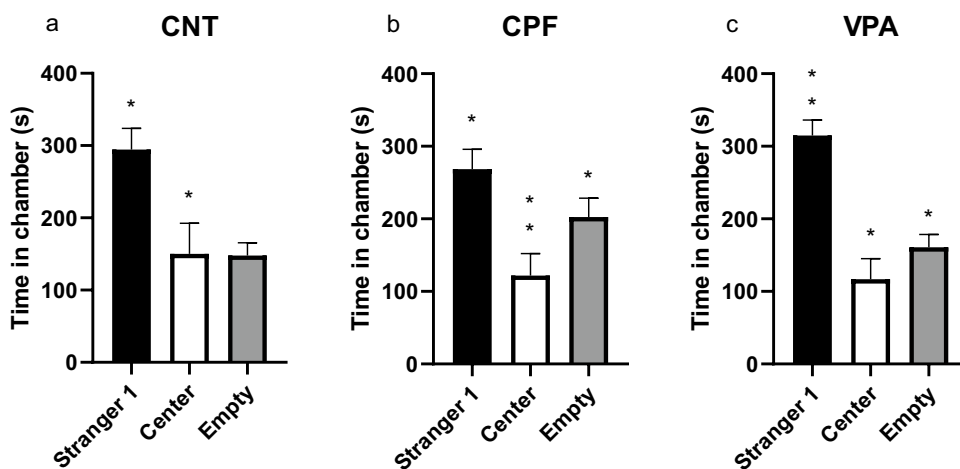 a
CNT
Time in chamber (s)
400
300
200
100
0
*
*
Stranger 1
Center
Empty
b
CPF
Time in chamber (s)
400
300
200
100
0
*
*
*
*
Stranger 1
Center
Empty
c
VPA
Time in chamber (s)
400
300
200
100
0
*
*
*
*
Stranger 1
Center
Empty